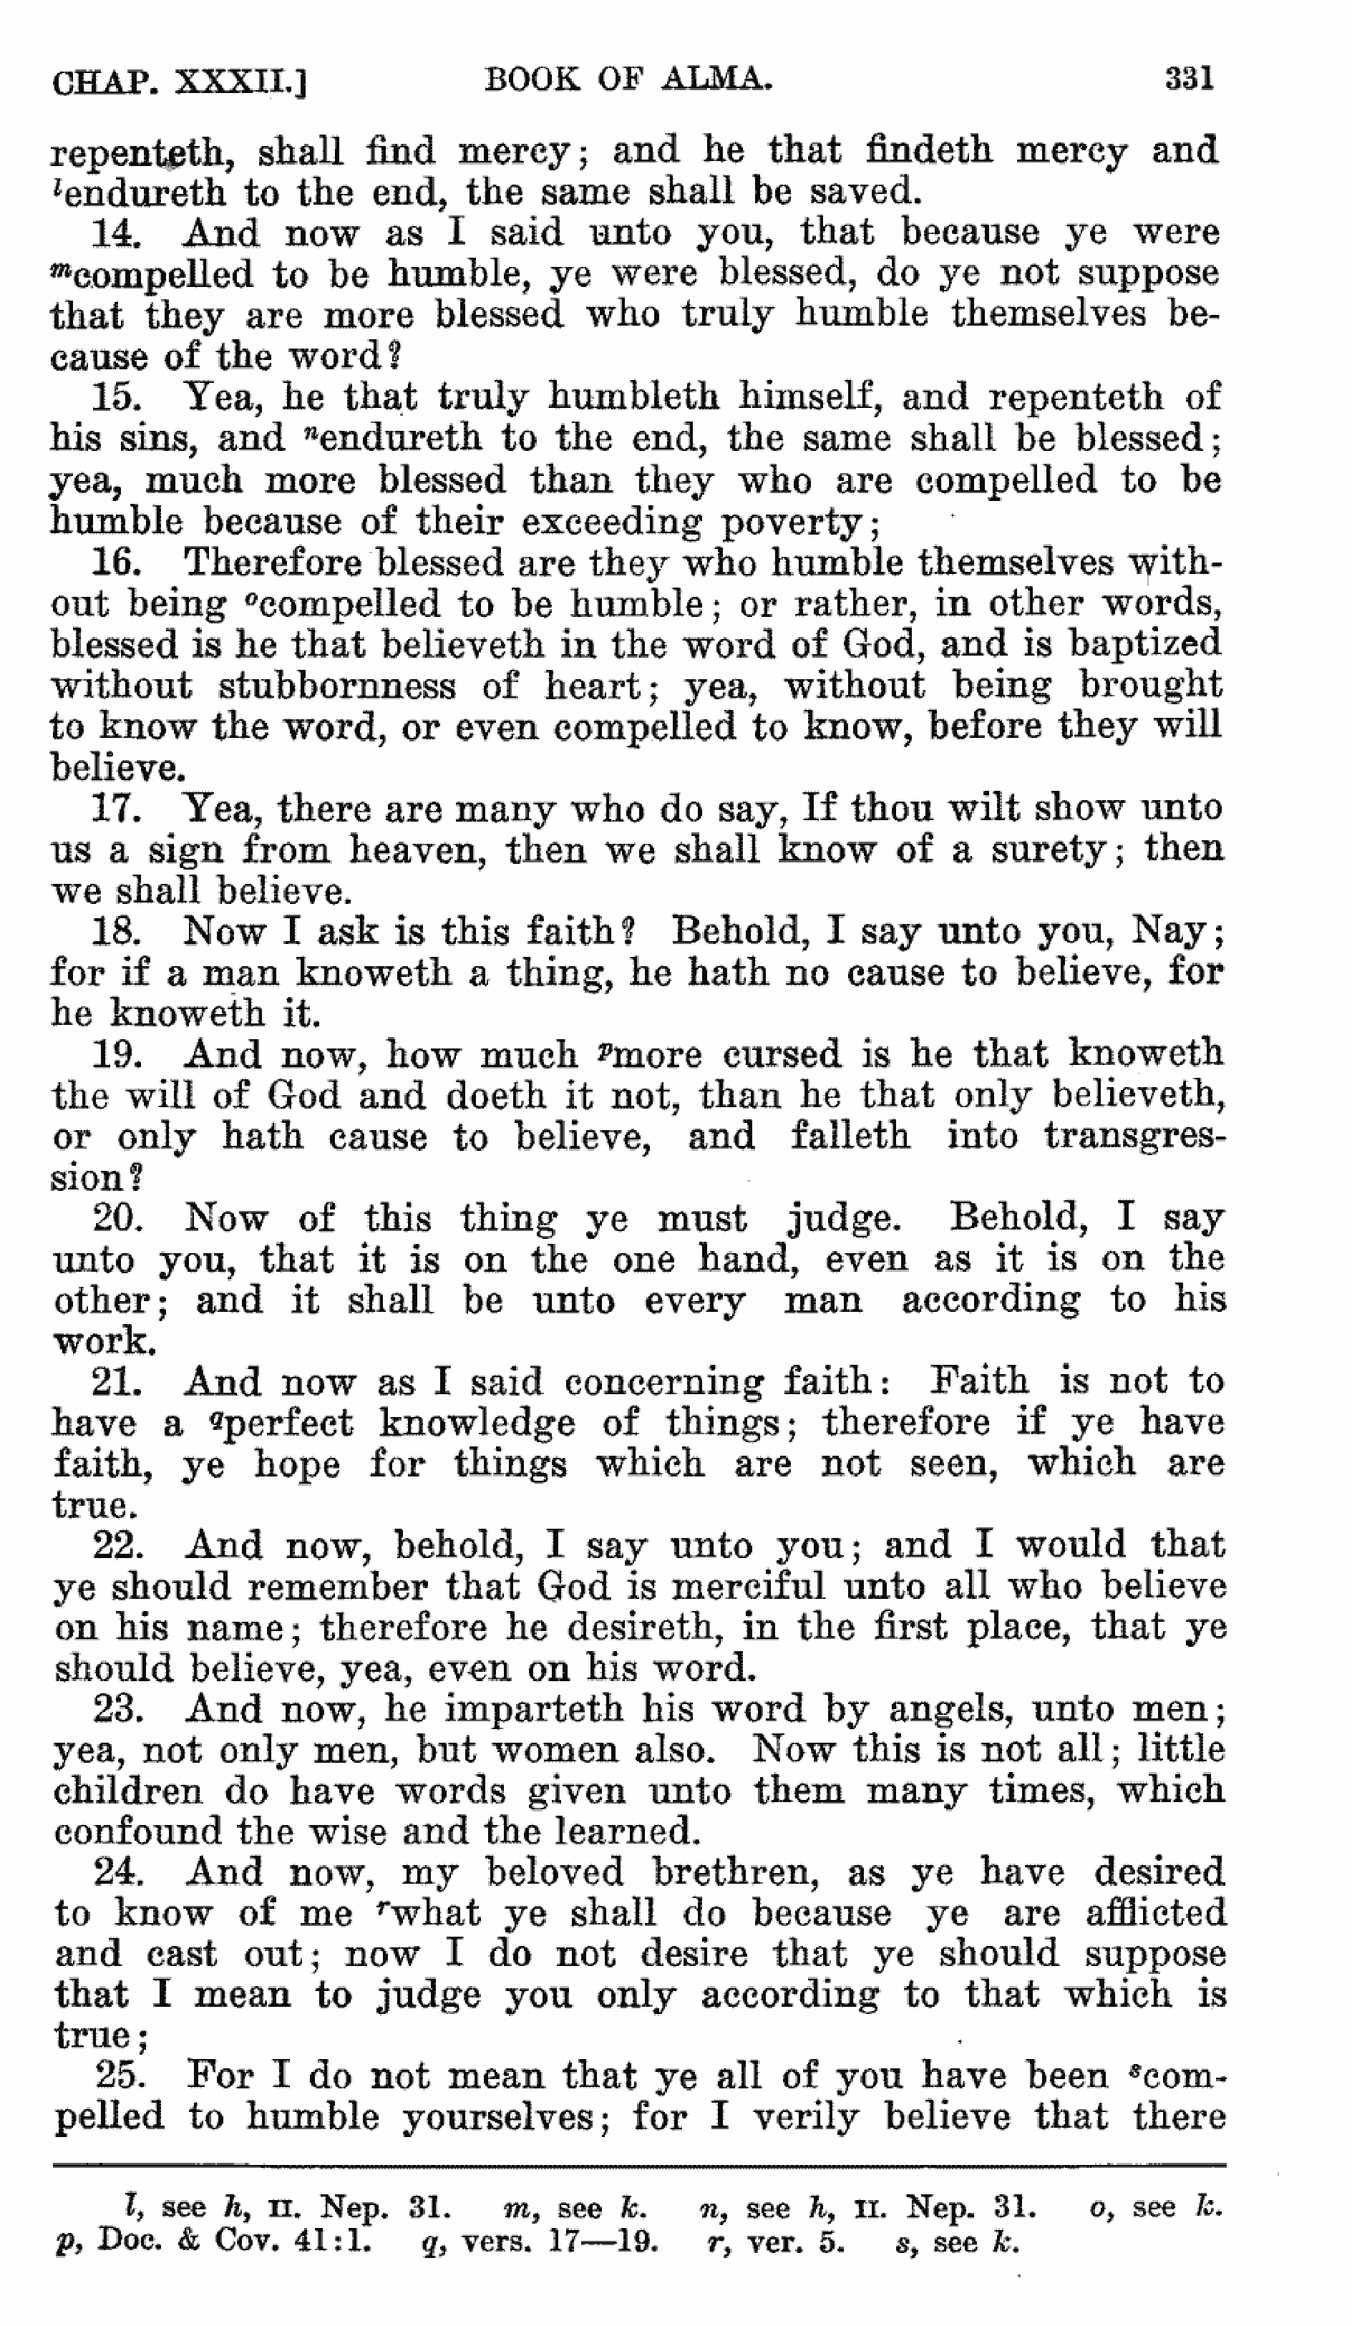 CHAP. XXXII.] BOOK OF ALMA. 331
repenteth, shall find mercy; and he that findeth mercy and
lendureth to the end, the same shall be saved.
14. And now as I said unto you, that because ye were
mcompelled to be humble, ye were blessed, do ye not suppose
that they are more blessed who truly humble themselves be-
cause of the word?
15. Yea, he that truly humbleth himself, and repenteth of
his sins, and nendureth to the end, the same shall be blessed;
yea, much more blessed than they who are compelled to be
humble because of their exceeding poverty;
16. Therefore blessed are they who humble themselves with-
out being ocompelled to be humble; or rather, in other words,
blessed is he that believeth in the word of God, and is baptized
without stubbornness of heart; yea, without being brought
to know the word, or even compelled to know, before they will
believe.
17. Yea, there are many who do say, If thou wilt show unto
us a sign from heaven, then we shall know of a surety; then
we shall believe.
18. Now I ask is this faith? Behold, I say unto you, Nay;
for if a man knoweth a thing, he hath no cause to believe, for
he knoweth it.
19. And now, how much pmore cursed is he that knoweth
the will of God and doeth it not, than he that only believeth,
or only hath cause to believe, and falleth into transgres-
sion?
20. Now of this thing ye must judge. Behold, I say
unto you, that it is on the one hand, even as it is on the
other; and it shall be unto every man according to his
work.
21. And now as I said concerning faith: Faith is not to
have a qperfect knowledge of things; therefore if ye have
faith, ye hope for things which are not seen, which are
true.
22. And now, behold, I say unto you; and I would that
ye should remember that God is merciful unto all who believe
on his name; therefore he desireth, in the first place, that ye
should believe, yea, even on his word.
23. And now, he imparteth his word by angels, unto men;
yea, not only men, but women also. Now this is not all; little
children do have words given unto them many times, which
confound the wise and the learned.
24. And now, my beloved brethren, as ye have desired
to know of me rwhat ye shall do because ye are afflicted
and cast out; now I do not desire that ye should suppose
that I mean to judge you only according to that which is
true;
25. For I do not mean that ye all of you have been scom-
pelled to humble yourselves; for I verily believe that there
l, see h, II. Nep. 31. m, see k. n, see h, II. Nep. 31. o, see k.
p, Doc. & Cov. 41:1. q, vers. 17—19. r, ver. 5. s, see k.